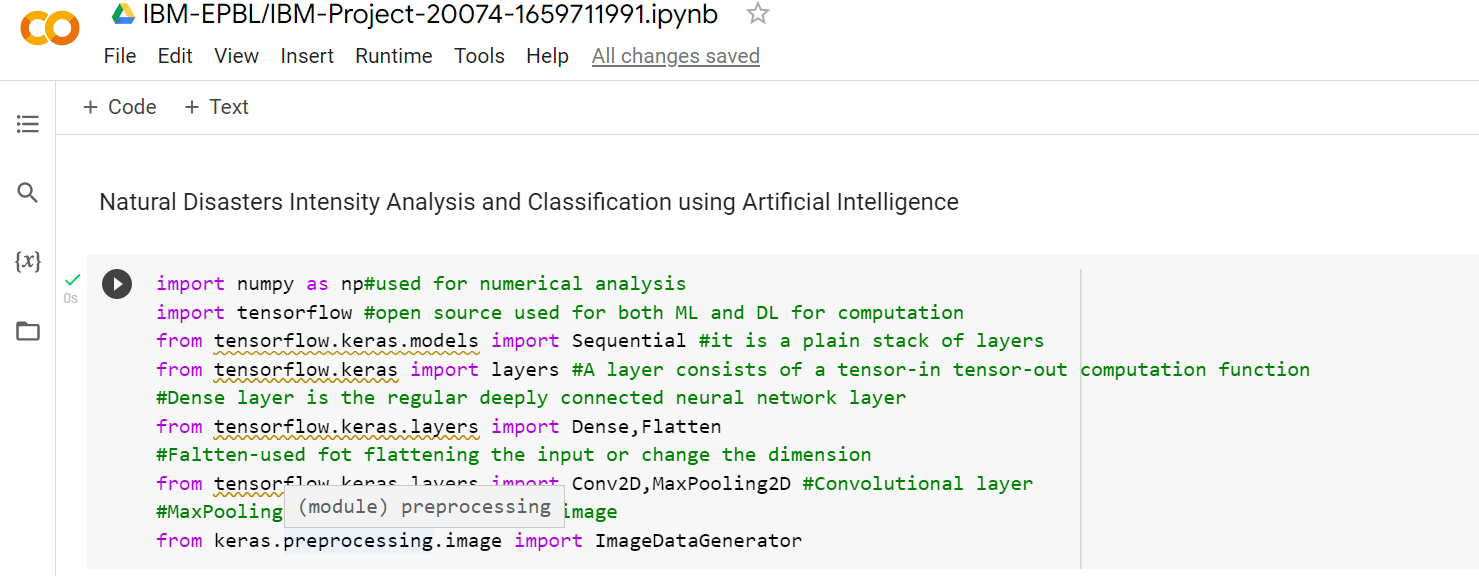 IBM-EPBL/IBM-Project-20074-1659711991.ipynb
File Edit View Insert Runtime Tools Help All changes saved
+ Code + Text
Natural Disasters Intensity Analysis and Classification using Artificial Intelligence
{x}
0s
import numpy as np#used for numerical analysis
import tensorflow #open source used for both ML and DL for computation
from tensorflow.keras.models import Sequential #it is a plain stack of layers
from tensorflow.keras import layers #A layer consists of a tensor-in tensor-out computation function
#Dense layer is the regular deeply connected neural network layer
from tensorflow.keras.layers import Dense,Flatten
#Faltten-used fot flattening the input or change the dimension
from tensorflow.keras.layers import Conv2D,MaxPooling2D #Convolutional layer
#MaxPooling image
(module) preprocessing
from keras.preprocessing.image import ImageDataGenerator